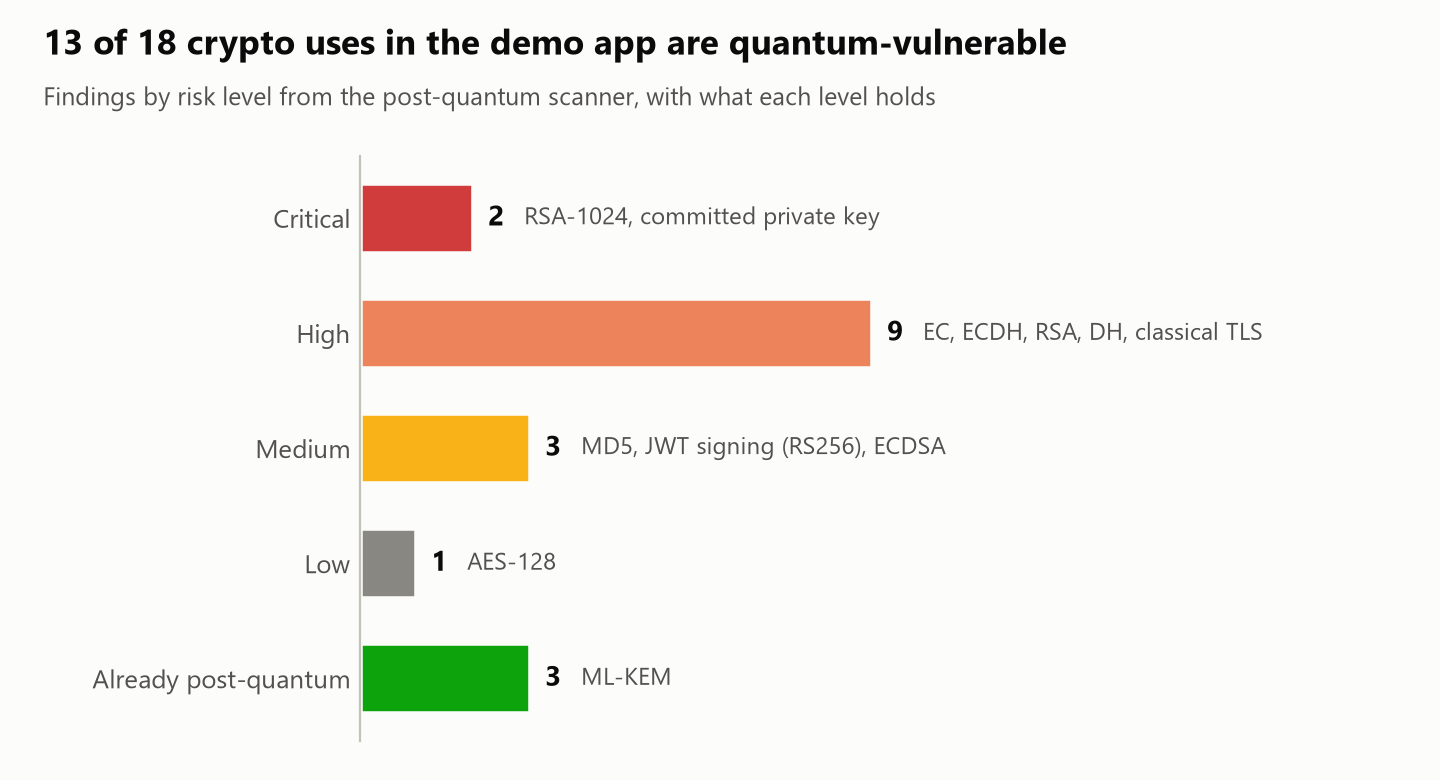 13 of 18 crypto uses in the demo app are quantum-vulnerable
Findings by risk level from the post-quantum scanner, with what each level holds
Critical 2 RSA-1024, committed private key
High 9 EC, ECDH, RSA, DH, classical TLS
Medium 3 MD5, JWT signing (RS256), ECDSA
Low 1 AES-128
Already post-quantum 3 ML-KEM